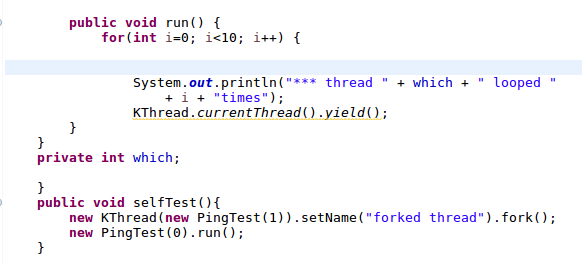 public void run() {
for(int i=0; i<10; i++) {
System.out.println("*** thread " + which + " looped "
+ i + "times");
KThread.currentThread().yield();
}
}
private int which;
}
public void selfTest(){
new KThread(new PingTest(1)).setName("forked thread").fork();
new PingTest(0).run();
}